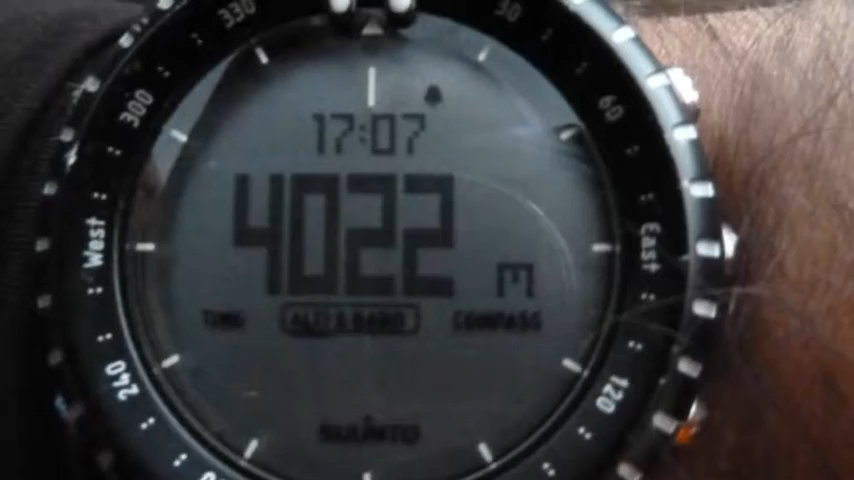 330 30
300 60
17:07
4022 m
West East
TIME ALTI & BARO COMPASS
240 120
SUUNTO